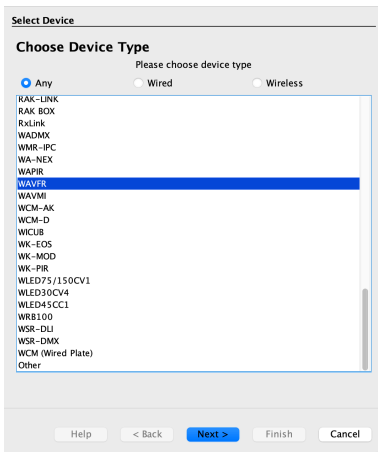 Select Device
Choose Device Type
Please choose device type
Any Wired Wireless
RAK-LINK
RAK BOX
RxLink
WADMX
WMR-IPC
WA-NEX
WAPIR
WAVFR
WAVMI
WCM-AK
WCM-D
WICUB
WK-EOS
WK-MOD
WK-PIR
WLED75/150CV1
WLED30CV4
WLED45CC1
WRB100
WSR-DLI
WSR-DMX
WCM (Wired Plate)
Other
Help < Back Next > Finish Cancel